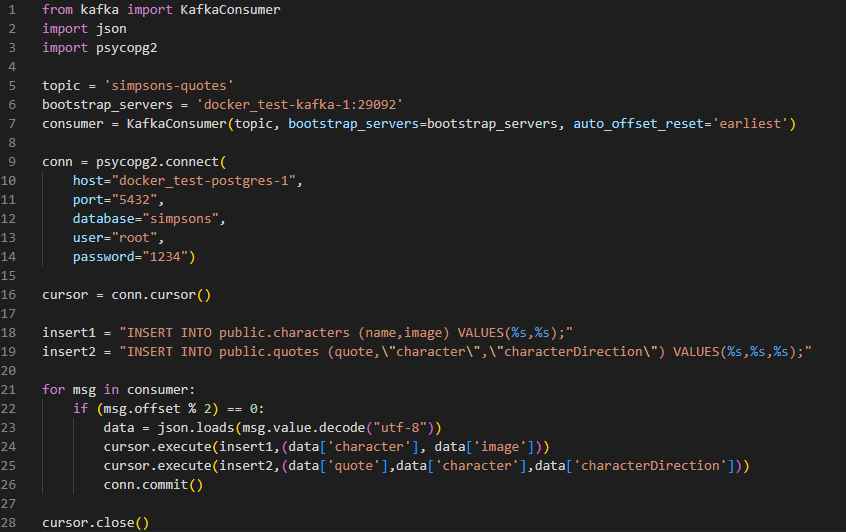 1 from kafka import KafkaConsumer
2 import json
3 import psycopg2
4
5 topic = 'simpsons-quotes'
6 bootstrap_servers = 'docker_test-kafka-1:29092'
7 consumer = KafkaConsumer(topic, bootstrap_servers=bootstrap_servers, auto_offset_reset='earliest')
8
9 conn = psycopg2.connect(
10     host="docker_test-postgres-1",
11     port="5432",
12     database="simpsons",
13     user="root",
14     password="1234")
15
16 cursor = conn.cursor()
17
18 insert1 = "INSERT INTO public.characters (name,image) VALUES(%s,%s);"
19 insert2 = "INSERT INTO public.quotes (quote,\"character\",\"characterDirection\") VALUES(%s,%s,%s);"
20
21 for msg in consumer:
22     if (msg.offset % 2) == 0:
23         data = json.loads(msg.value.decode("utf-8"))
24         cursor.execute(insert1,(data['character'], data['image']))
25         cursor.execute(insert2,(data['quote'],data['character'],data['characterDirection']))
26         conn.commit()
27
28 cursor.close()